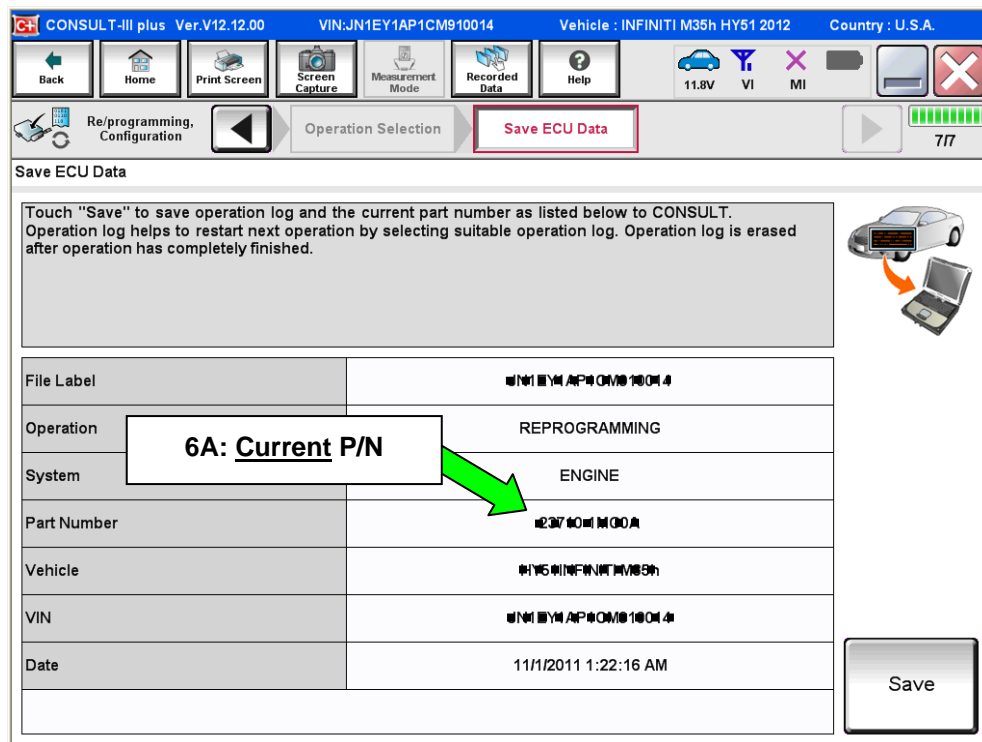 CONSULT-III plus Ver.V12.12.00 VIN:JN1EY1AP1CM910014 Vehicle : INFINITI M35h HY51 2012 Country : U.S.A.
Back Home Print Screen Screen Capture Measurement Mode Recorded Data Help 11.8V VI MI
Re/programming, Configuration Operation Selection Save ECU Data 7/7
Save ECU Data
Touch "Save" to save operation log and the current part number as listed below to CONSULT.
Operation log helps to restart next operation by selecting suitable operation log. Operation log is erased
after operation has completely finished.
File Label
Operation REPROGRAMMING
6A: Current P/N
System ENGINE
Part Number
Vehicle
VIN
Date 11/1/2011 1:22:16 AM
Save